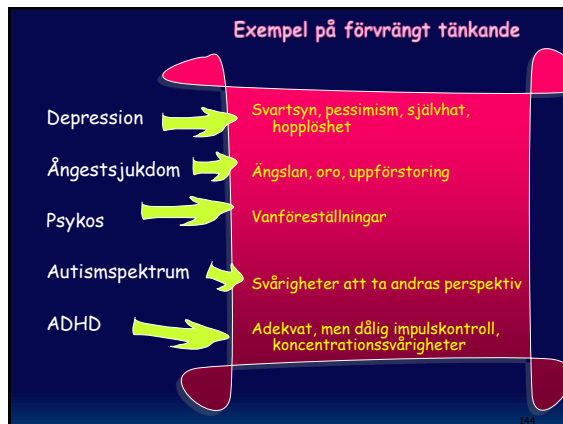 Exempel på förvrängt tänkande
Depression
Svartsyn, pessimism, självhat,
hopplöshet
Ångestsjukdom
Ängslan, oro, uppförstoring
Psykos
Vanföreställningar
Autismspektrum
Svårigheter att ta andras perspektiv
ADHD
Adekvat, men dålig impulskontroll,
koncentrationssvårigheter
144